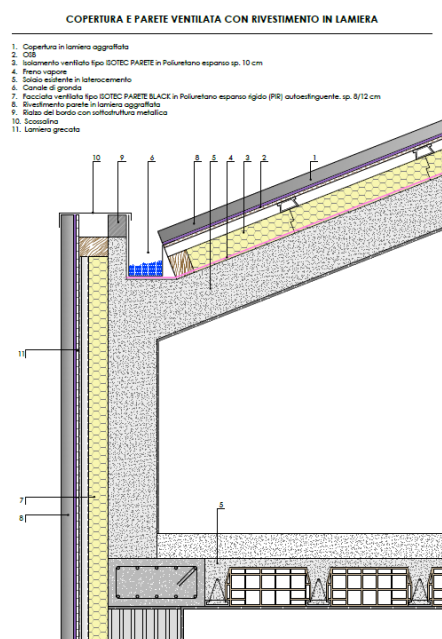 COPERTURA E PARETE VENTILATA CON RIVESTIMENTO IN LAMIERA
1. Copertura in lamiera aggraffata
2. OSB
3. Isolamento ventilato tipo ISOTEC PARETE in Poliuretano espanso sp. 10 cm
4. Freno vapore
5. Solaio esistente in laterocemento
6. Canale di gronda
7. Facciata ventilata tipo ISOTEC PARETE BLACK in Poliuretano espanso rigido (PIR) autoestinguente. sp. 8/12 cm
8. Rivestimento parete in lamiera aggraffata
9. Rialzo del bordo con sottostruttura metallica
10. Scossalina
11. Lamiera grecata
10 9 6 8 5 4 2 3 1
11
7
8
5